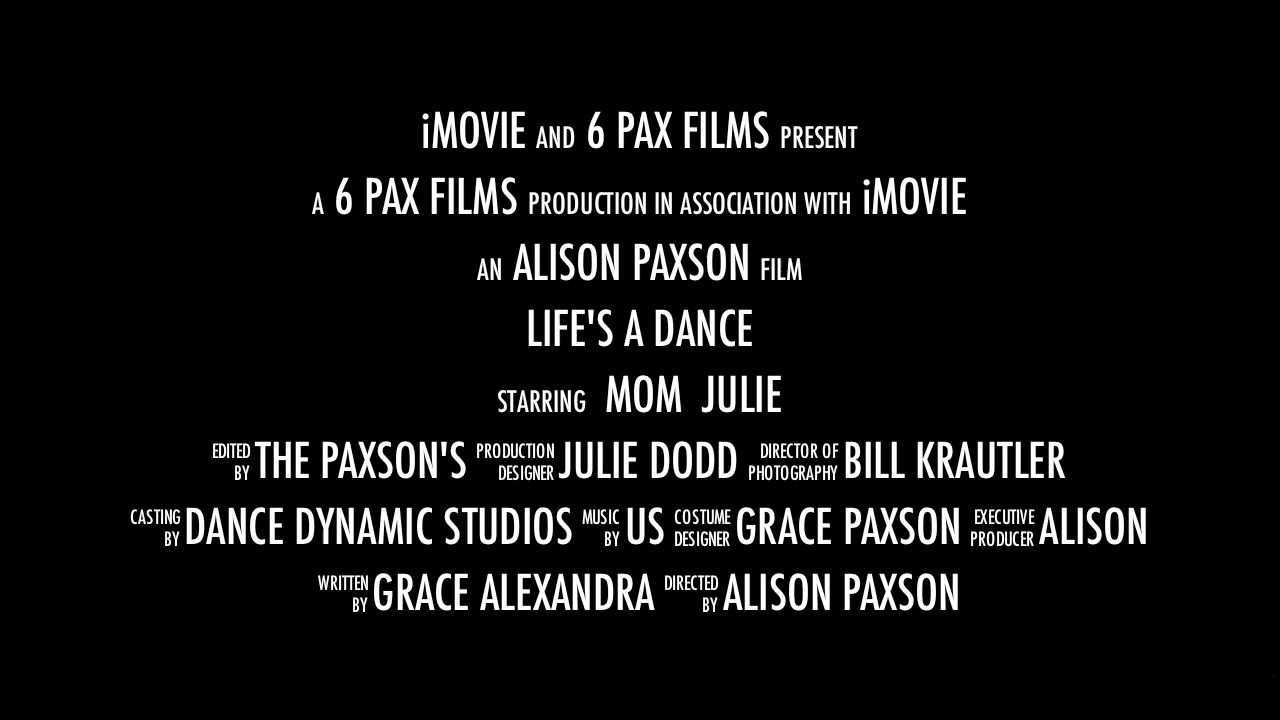 iMOVIE AND 6 PAX FILMS PRESENT
A 6 PAX FILMS PRODUCTION IN ASSOCIATION WITH iMOVIE
AN ALISON PAXSON FILM
LIFE'S A DANCE
STARRING MOM JULIE
EDITED BY THE PAXSON'S PRODUCTION DESIGNER JULIE DODD DIRECTOR OF PHOTOGRAPHY BILL KRAUTLER
CASTING BY DANCE DYNAMIC STUDIOS MUSIC BY US COSTUME DESIGNER GRACE PAXSON EXECUTIVE PRODUCER ALISON
WRITTEN BY GRACE ALEXANDRA DIRECTED BY ALISON PAXSON